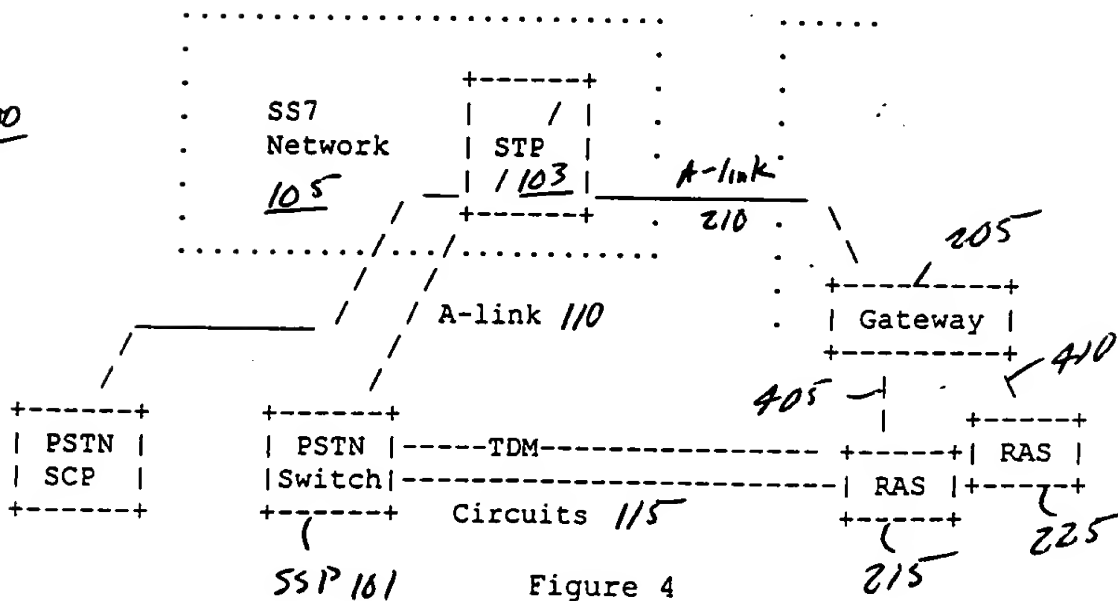 SS7
Network
105
STP
103
A-link
210
205
A-link 110
Gateway
405
410
PSTN
SCP
PSTN
Switch
TDM
RAS
RAS
Circuits 115
SSP 101
215
225
Figure 4